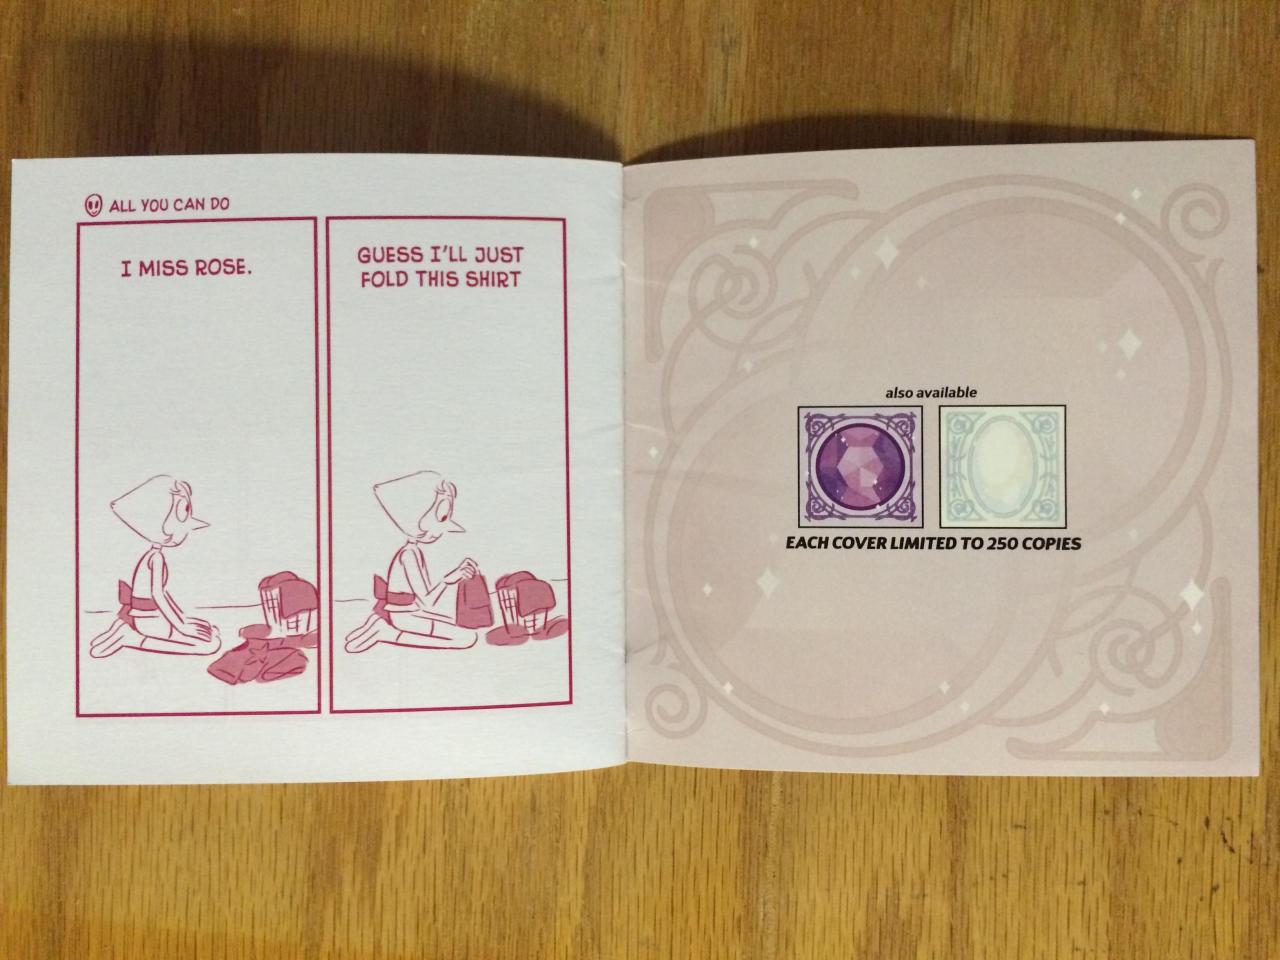 ALL YOU CAN DO
I MISS ROSE.
GUESS I'LL JUST
FOLD THIS SHIRT
also available
EACH COVER LIMITED TO 250 COPIES